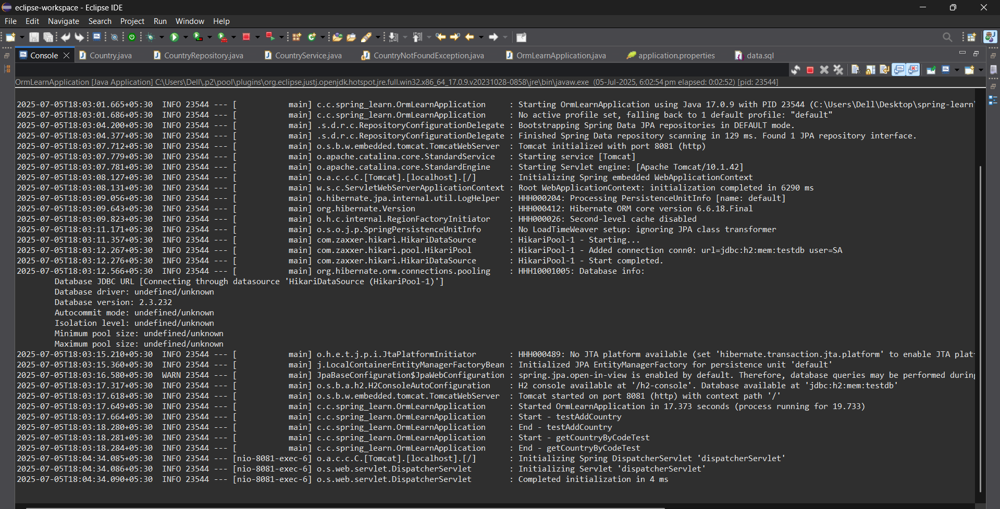 eclipse-workspace - Eclipse IDE
File Edit Navigate Search Project Run Window Help
Console Country.java CountryRepository.java CountryService.java CountryNotFoundException.java OrmLearnApplication.java application.properties data.sql
OrmLearnApplication [Java Application] C:\Users\Dell\.p2\pool\plugins\org.eclipse.justj.openjdk.hotspot.jre.full.win32.x86_64_17.0.9.v20231028-0858\jre\bin\javaw.exe (05-Jul-2025, 6:02:54 pm elapsed: 0:02:52) [pid: 23544]
2025-07-05T18:03:01.665+05:30  INFO 23544 --- [           main] c.c.spring_learn.OrmLearnApplication     : Starting OrmLearnApplication using Java 17.0.9 with PID 23544 (C:\Users\Dell\Desktop\spring-learn\
2025-07-05T18:03:01.686+05:30  INFO 23544 --- [           main] c.c.spring_learn.OrmLearnApplication     : No active profile set, falling back to 1 default profile: "default"
2025-07-05T18:03:04.200+05:30  INFO 23544 --- [           main] .s.d.r.c.RepositoryConfigurationDelegate : Bootstrapping Spring Data JPA repositories in DEFAULT mode.
2025-07-05T18:03:04.377+05:30  INFO 23544 --- [           main] .s.d.r.c.RepositoryConfigurationDelegate : Finished Spring Data repository scanning in 129 ms. Found 1 JPA repository interface.
2025-07-05T18:03:07.712+05:30  INFO 23544 --- [           main] o.s.b.w.embedded.tomcat.TomcatWebServer  : Tomcat initialized with port 8081 (http)
2025-07-05T18:03:07.779+05:30  INFO 23544 --- [           main] o.apache.catalina.core.StandardService   : Starting service [Tomcat]
2025-07-05T18:03:07.781+05:30  INFO 23544 --- [           main] o.apache.catalina.core.StandardEngine    : Starting Servlet engine: [Apache Tomcat/10.1.42]
2025-07-05T18:03:08.127+05:30  INFO 23544 --- [           main] o.a.c.c.C.[Tomcat].[localhost].[/]       : Initializing Spring embedded WebApplicationContext
2025-07-05T18:03:08.131+05:30  INFO 23544 --- [           main] w.s.c.ServletWebServerApplicationContext : Root WebApplicationContext: initialization completed in 6290 ms
2025-07-05T18:03:09.056+05:30  INFO 23544 --- [           main] o.hibernate.jpa.internal.util.LogHelper  : HHH000204: Processing PersistenceUnitInfo [name: default]
2025-07-05T18:03:09.643+05:30  INFO 23544 --- [           main] org.hibernate.Version                    : HHH000412: Hibernate ORM core version 6.6.18.Final
2025-07-05T18:03:09.823+05:30  INFO 23544 --- [           main] o.h.c.internal.RegionFactoryInitiator    : HHH000026: Second-level cache disabled
2025-07-05T18:03:11.171+05:30  INFO 23544 --- [           main] o.s.o.j.p.SpringPersistenceUnitInfo      : No LoadTimeWeaver setup: ignoring JPA class transformer
2025-07-05T18:03:11.357+05:30  INFO 23544 --- [           main] com.zaxxer.hikari.HikariDataSource       : HikariPool-1 - Starting...
2025-07-05T18:03:12.267+05:30  INFO 23544 --- [           main] com.zaxxer.hikari.pool.HikariPool        : HikariPool-1 - Added connection conn0: url=jdbc:h2:mem:testdb user=SA
2025-07-05T18:03:12.276+05:30  INFO 23544 --- [           main] com.zaxxer.hikari.HikariDataSource       : HikariPool-1 - Start completed.
2025-07-05T18:03:12.566+05:30  INFO 23544 --- [           main] org.hibernate.orm.connections.pooling    : HHH10001005: Database info:
Database JDBC URL [Connecting through datasource 'HikariDataSource (HikariPool-1)']
Database driver: undefined/unknown
Database version: 2.3.232
Autocommit mode: undefined/unknown
Isolation level: undefined/unknown
Minimum pool size: undefined/unknown
Maximum pool size: undefined/unknown
2025-07-05T18:03:15.210+05:30  INFO 23544 --- [           main] o.h.e.t.j.p.i.JtaPlatformInitiator       : HHH000489: No JTA platform available (set 'hibernate.transaction.jta.platform' to enable JTA plat
2025-07-05T18:03:15.360+05:30  INFO 23544 --- [           main] j.LocalContainerEntityManagerFactoryBean : Initialized JPA EntityManagerFactory for persistence unit 'default'
2025-07-05T18:03:16.580+05:30  WARN 23544 --- [           main] JpaBaseConfiguration$JpaWebConfiguration : spring.jpa.open-in-view is enabled by default. Therefore, database queries may be performed during
2025-07-05T18:03:17.317+05:30  INFO 23544 --- [           main] o.s.b.a.h2.H2ConsoleAutoConfiguration    : H2 console available at '/h2-console'. Database available at 'jdbc:h2:mem:testdb'
2025-07-05T18:03:17.618+05:30  INFO 23544 --- [           main] o.s.b.w.embedded.tomcat.TomcatWebServer  : Tomcat started on port 8081 (http) with context path '/'
2025-07-05T18:03:17.649+05:30  INFO 23544 --- [           main] c.c.spring_learn.OrmLearnApplication     : Started OrmLearnApplication in 17.373 seconds (process running for 19.733)
2025-07-05T18:03:17.664+05:30  INFO 23544 --- [           main] c.c.spring_learn.OrmLearnApplication     : Start - testAddCountry
2025-07-05T18:03:18.280+05:30  INFO 23544 --- [           main] c.c.spring_learn.OrmLearnApplication     : End - testAddCountry
2025-07-05T18:03:18.281+05:30  INFO 23544 --- [           main] c.c.spring_learn.OrmLearnApplication     : Start - getCountryByCodeTest
2025-07-05T18:03:18.284+05:30  INFO 23544 --- [           main] c.c.spring_learn.OrmLearnApplication     : End - getCountryByCodeTest
2025-07-05T18:04:34.085+05:30  INFO 23544 --- [nio-8081-exec-6] o.a.c.c.C.[Tomcat].[localhost].[/]       : Initializing Spring DispatcherServlet 'dispatcherServlet'
2025-07-05T18:04:34.086+05:30  INFO 23544 --- [nio-8081-exec-6] o.s.web.servlet.DispatcherServlet        : Initializing Servlet 'dispatcherServlet'
2025-07-05T18:04:34.090+05:30  INFO 23544 --- [nio-8081-exec-6] o.s.web.servlet.DispatcherServlet        : Completed initialization in 4 ms